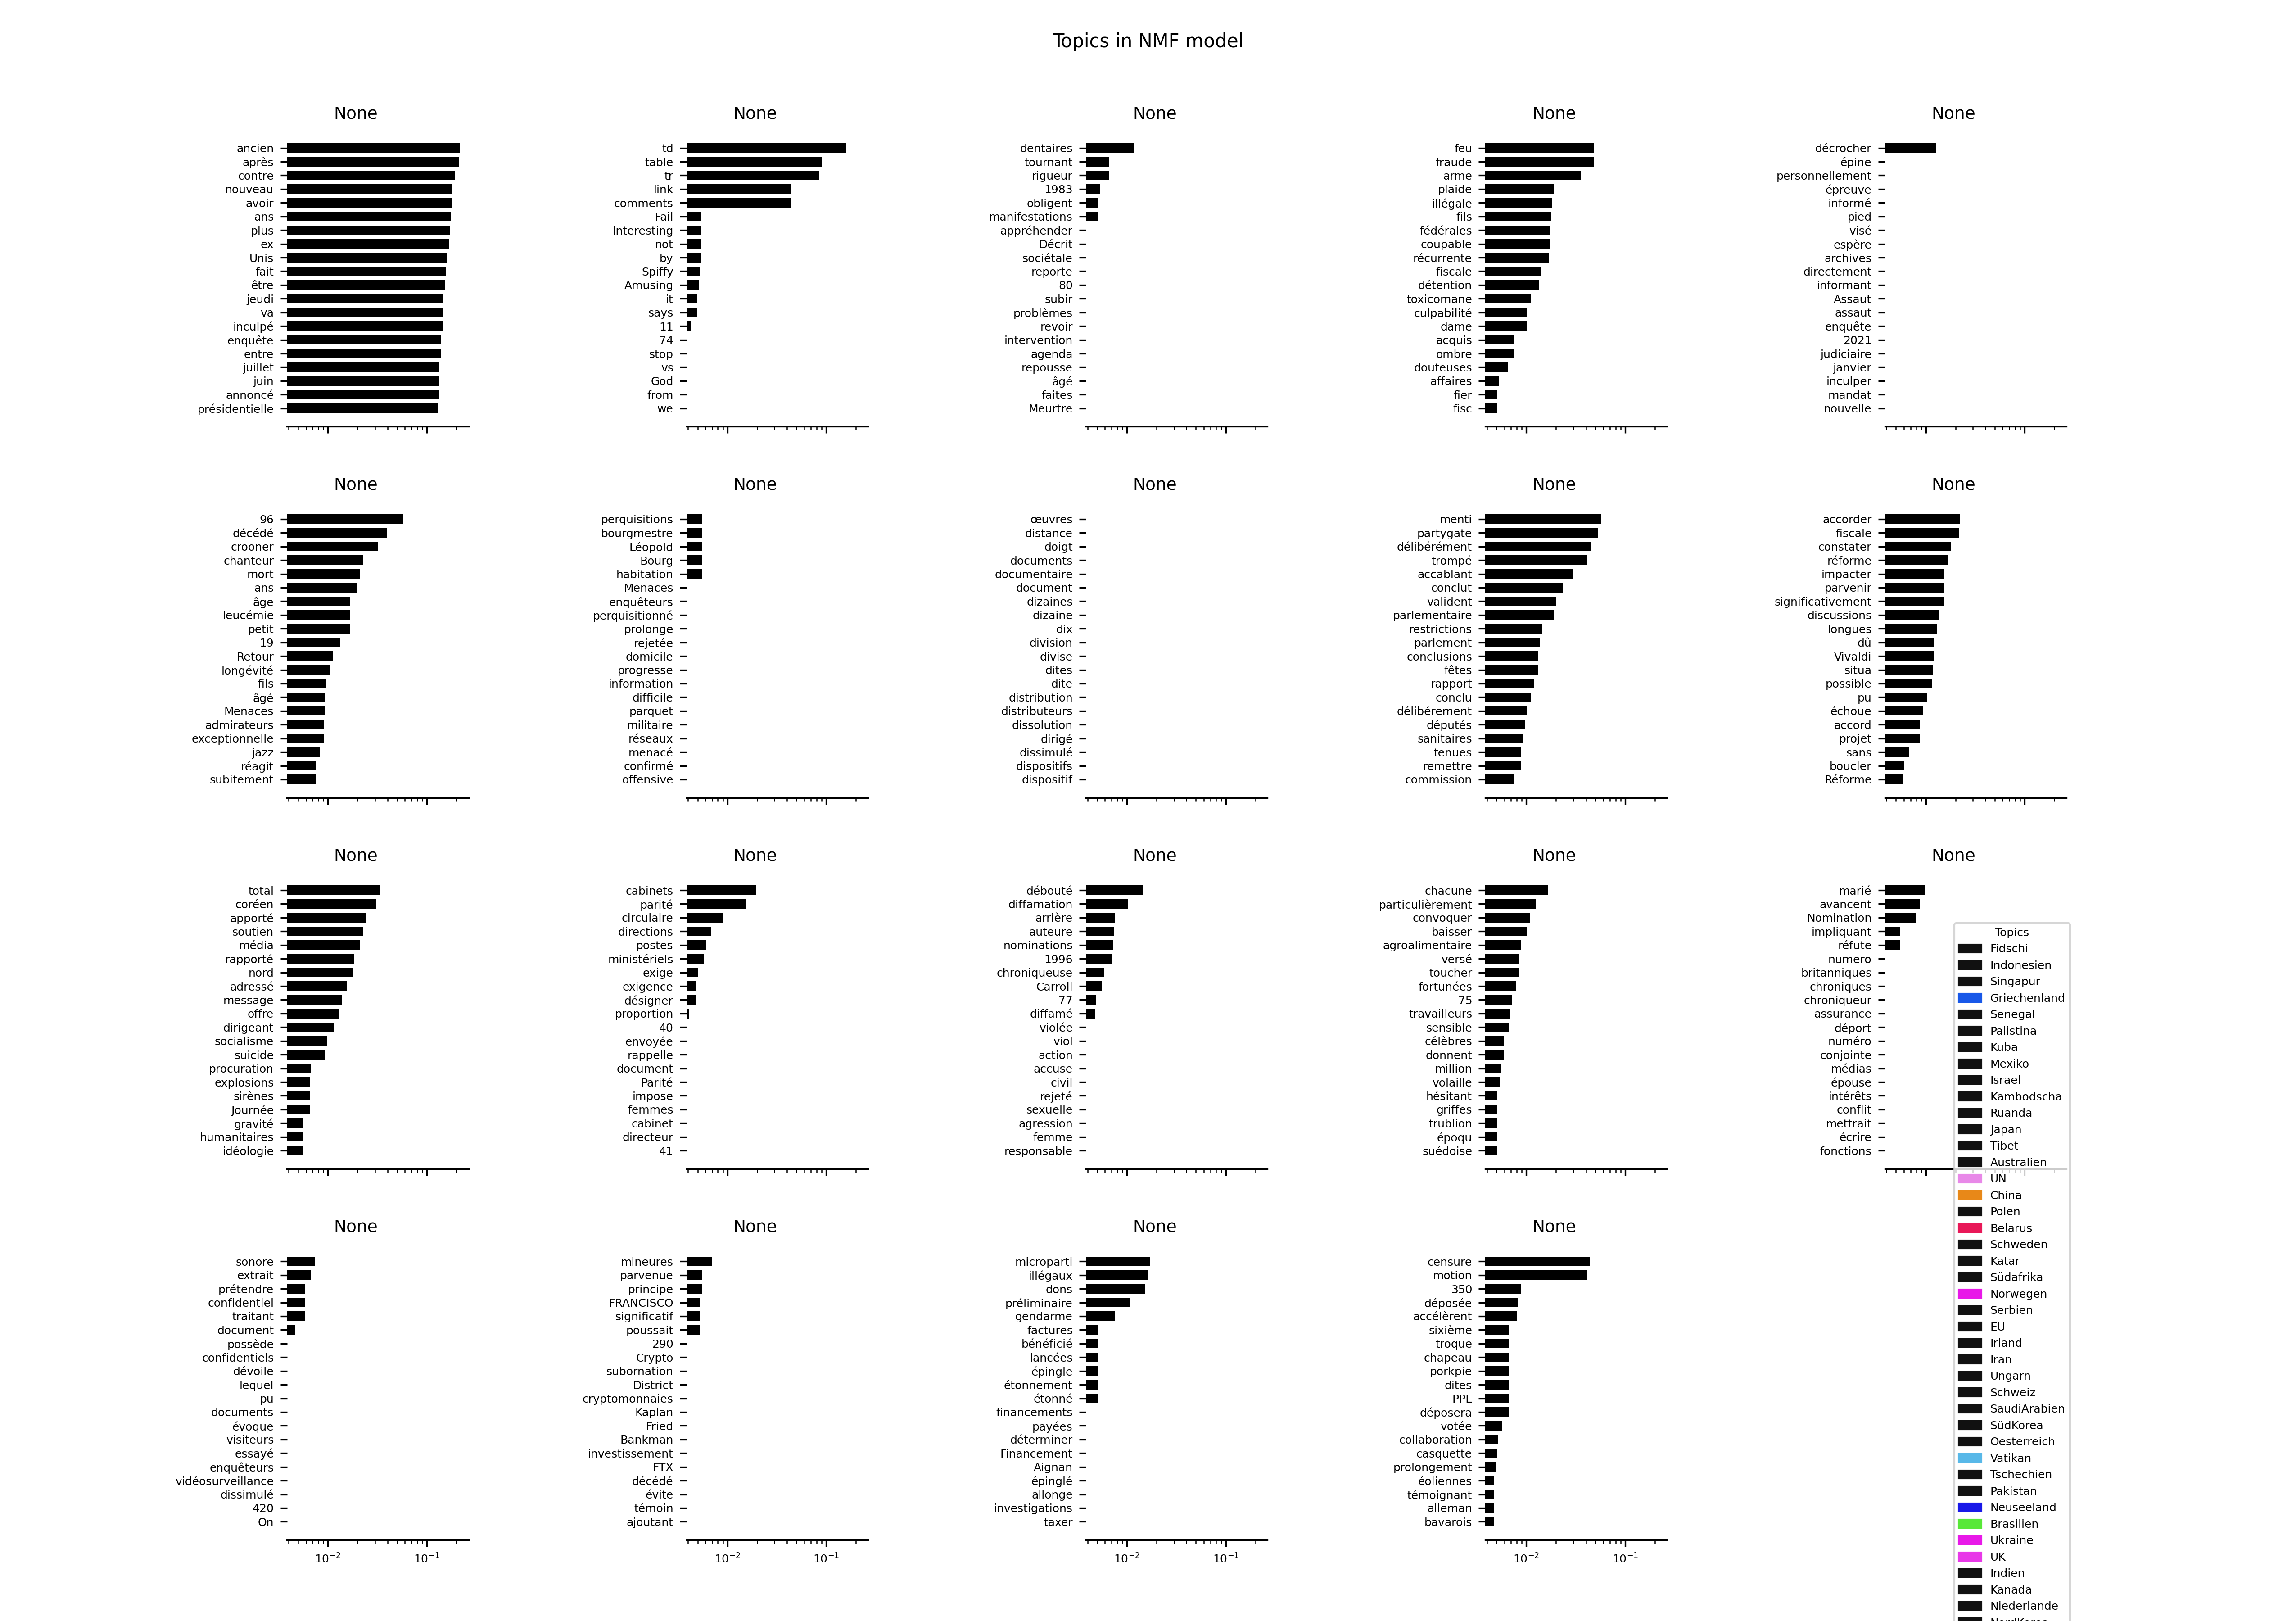 Topics in NMF model
None
ancien
après
contre
nouveau
avoir
ans
plus
ex
Unis
fait
être
jeudi
va
inculpé
enquête
entre
juillet
juin
annoncé
présidentielle
None
td
table
tr
link
comments
Fail
Interesting
not
by
Spiffy
Amusing
it
says
11
74
stop
vs
God
from
we
None
dentaires
tournant
rigueur
1983
obligent
manifestations
appréhender
Décrit
sociétale
reporte
80
subir
problèmes
revoir
intervention
agenda
repousse
âgé
faites
Meurtre
None
feu
fraude
arme
plaide
illégale
fils
fédérales
coupable
récurrente
fiscale
détention
toxicomane
culpabilité
dame
acquis
ombre
douteuses
affaires
fier
fisc
None
décrocher
épine
personnellement
épreuve
informé
pied
visé
espère
archives
directement
informant
Assaut
assaut
enquête
2021
judiciaire
janvier
inculper
mandat
nouvelle
None
96
décédé
crooner
chanteur
mort
ans
âge
leucémie
petit
19
Retour
longévité
fils
âgé
Menaces
admirateurs
exceptionnelle
jazz
réagit
subitement
None
perquisitions
bourgmestre
Léopold
Bourg
habitation
Menaces
enquêteurs
perquisitionné
prolonge
rejetée
domicile
progresse
information
difficile
parquet
militaire
réseaux
menacé
confirmé
offensive
None
œuvres
distance
doigt
documents
documentaire
document
dizaines
dizaine
dix
division
divise
dites
dite
distribution
distributeurs
dissolution
dirigé
dissimulé
dispositifs
dispositif
None
menti
partygate
délibérément
trompé
accablant
conclut
valident
parlementaire
restrictions
parlement
conclusions
fêtes
rapport
conclu
délibérement
députés
sanitaires
tenues
remettre
commission
None
accorder
fiscale
constater
réforme
impacter
parvenir
significativement
discussions
longues
dû
Vivaldi
situa
possible
pu
échoue
accord
projet
sans
boucler
Réforme
None
total
coréen
apporté
soutien
média
rapporté
nord
adressé
message
offre
dirigeant
socialisme
suicide
procuration
explosions
sirènes
Journée
gravité
humanitaires
idéologie
None
cabinets
parité
circulaire
directions
postes
ministériels
exige
exigence
désigner
proportion
40
envoyée
rappelle
document
Parité
impose
femmes
cabinet
directeur
41
None
débouté
diffamation
arrière
auteure
nominations
1996
chroniqueuse
Carroll
77
diffamé
violée
viol
action
accuse
civil
rejeté
sexuelle
agression
femme
responsable
None
chacune
particulièrement
convoquer
baisser
agroalimentaire
versé
toucher
fortunées
75
travailleurs
sensible
célèbres
donnent
million
volaille
hésitant
griffes
trublion
époqu
suédoise
None
marié
avancent
Nomination
impliquant
réfute
numero
britanniques
chroniques
chroniqueur
assurance
déport
numéro
conjointe
médias
épouse
intérêts
conflit
mettrait
écrire
fonctions
None
sonore
extrait
prétendre
confidentiel
traitant
document
possède
confidentiels
dévoile
lequel
pu
documents
évoque
visiteurs
essayé
enquêteurs
vidéosurveillance
dissimulé
420
On
10⁻² 10⁻¹
None
mineures
parvenue
principe
FRANCISCO
significatif
poussait
290
Crypto
subornation
District
cryptomonnaies
Kaplan
Fried
Bankman
investissement
FTX
décédé
évite
témoin
ajoutant
10⁻² 10⁻¹
None
microparti
illégaux
dons
préliminaire
gendarme
factures
bénéficié
lancées
épingle
étonnement
étonné
financements
payées
déterminer
Financement
Aignan
épinglé
allonge
investigations
taxer
10⁻² 10⁻¹
None
censure
motion
350
déposée
accélèrent
sixième
troque
chapeau
porkpie
dites
PPL
déposera
votée
collaboration
casquette
prolongement
éoliennes
témoignant
alleman
bavarois
10⁻² 10⁻¹
Topics
Fidschi
Indonesien
Singapur
Griechenland
Senegal
Palistina
Kuba
Mexiko
Israel
Kambodscha
Ruanda
Japan
Tibet
Australien
UN
China
Polen
Belarus
Schweden
Katar
Südafrika
Norwegen
Serbien
EU
Irland
Iran
Ungarn
Schweiz
SaudiArabien
SüdKorea
Oesterreich
Vatikan
Tschechien
Pakistan
Neuseeland
Brasilien
Ukraine
UK
Indien
Kanada
Niederlande